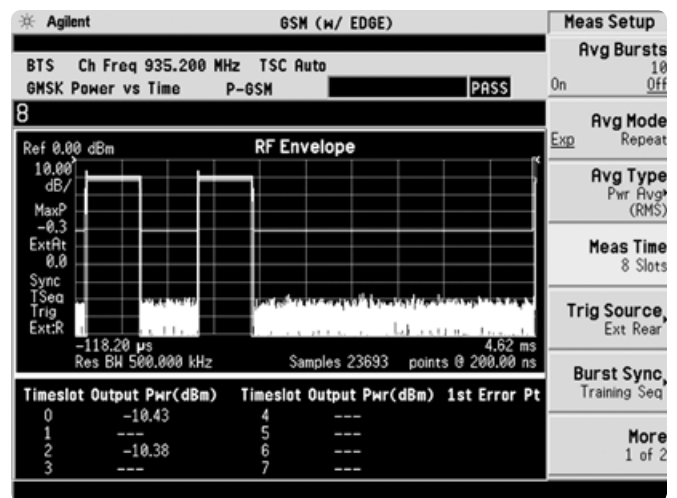 Agilent GSM (w/ EDGE) Meas Setup
BTS Ch Freq 935.200 MHz TSC Auto
GMSK Power vs Time P-GSM PASS
8
Ref 0.00 dBm RF Envelope
10.00
dB/
MaxP
-0.3
ExtAt
0.0
Sync
TSeq
Trig
Ext:R
-118.20 µs 4.62 ms
Res BW 500.000 kHz Samples 23693 points @ 200.00 ns
Timeslot Output Pwr(dBm) Timeslot Output Pwr(dBm) 1st Error Pt
0 -10.43 4 ---
1 --- 5 ---
2 -10.38 6 ---
3 --- 7 ---
Avg Bursts
10
On Off
Avg Mode
Exp Repeat
Avg Type
Pwr Avg
(RMS)
Meas Time
8 Slots
Trig Source
Ext Rear
Burst Sync
Training Seq
More
1 of 2